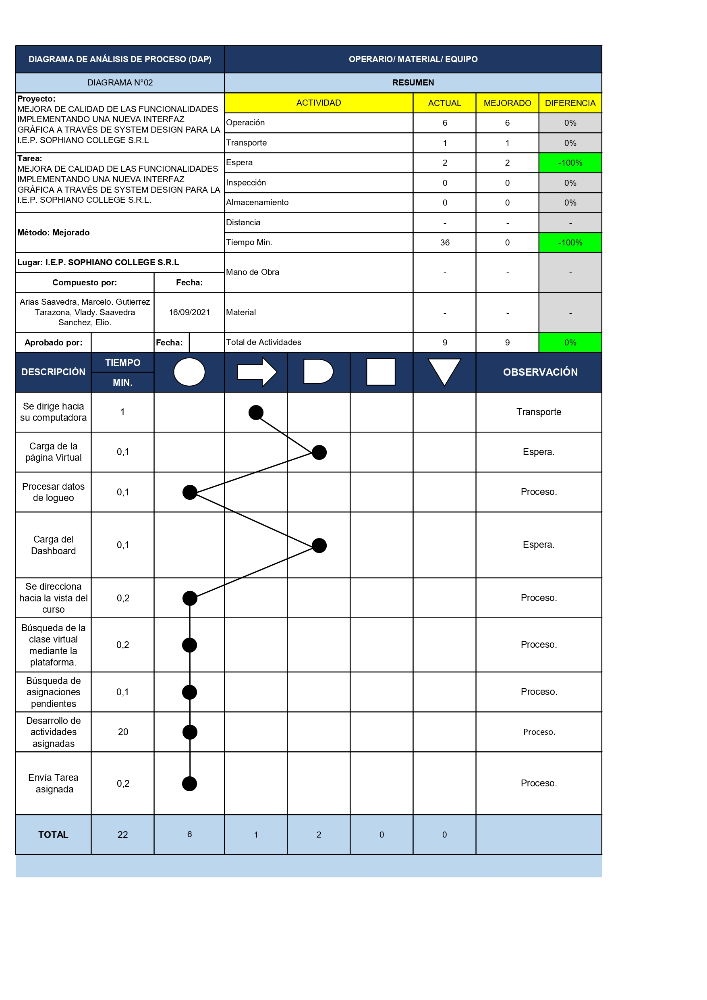 DIAGRAMA DE ANÁLISIS DE PROCESO (DAP)
OPERARIO/ MATERIAL/ EQUIPO
DIAGRAMA N°02
RESUMEN
Proyecto:
MEJORA DE CALIDAD DE LAS FUNCIONALIDADES
IMPLEMENTANDO UNA NUEVA INTERFAZ
GRÁFICA A TRAVÉS DE SYSTEM DESIGN PARA LA
I.E.P. SOPHIANO COLLEGE S.R.L
ACTIVIDAD ACTUAL MEJORADO DIFERENCIA
Operación 6 6 0%
Transporte 1 1 0%
Tarea:
MEJORA DE CALIDAD DE LAS FUNCIONALIDADES
IMPLEMENTANDO UNA NUEVA INTERFAZ
GRÁFICA A TRAVÉS DE SYSTEM DESIGN PARA LA
I.E.P. SOPHIANO COLLEGE S.R.L.
Espera 2 2 -100%
Inspección 0 0 0%
Almacenamiento 0 0 0%
Método: Mejorado
Distancia - - -
Tiempo Min. 36 0 -100%
Lugar: I.E.P. SOPHIANO COLLEGE S.R.L
Mano de Obra - - -
Compuesto por: Fecha:
Arias Saavedra, Marcelo. Gutierrez
Tarazona, Vlady. Saavedra
Sanchez, Elio.
16/09/2021
Material - - -
Aprobado por: Fecha:
Total de Actividades 9 9 0%
DESCRIPCIÓN
TIEMPO
MIN.
OBSERVACIÓN
Se dirige hacia
su computadora
1
Transporte
Carga de la
página Virtual
0,1
Espera.
Procesar datos
de logueo
0,1
Proceso.
Carga del
Dashboard
0,1
Espera.
Se direcciona
hacia la vista del
curso
0,2
Proceso.
Búsqueda de la
clase virtual
mediante la
plataforma.
0,2
Proceso.
Búsqueda de
asignaciones
pendientes
0,1
Proceso.
Desarrollo de
actividades
asignadas
20
Proceso.
Envía Tarea
asignada
0,2
Proceso.
TOTAL 22 6 1 2 0 0